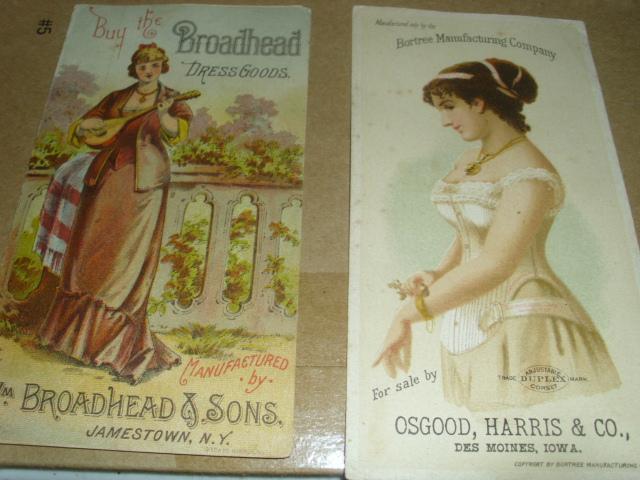 #5
Buy the
Broadhead
DRESS GOODS.
MANUFACTURED
by
Wm BROADHEAD & SONS.
JAMESTOWN, N.Y.
Manufactured only by the
Bortree Manufacturing Company
For sale by
TRADE MARK
ADJUSTABLE
DUPLEX
CORSET
OSGOOD, HARRIS & CO.,
DES MOINES, IOWA.
COPYRIGHT BY BORTREE MANUFACTURING